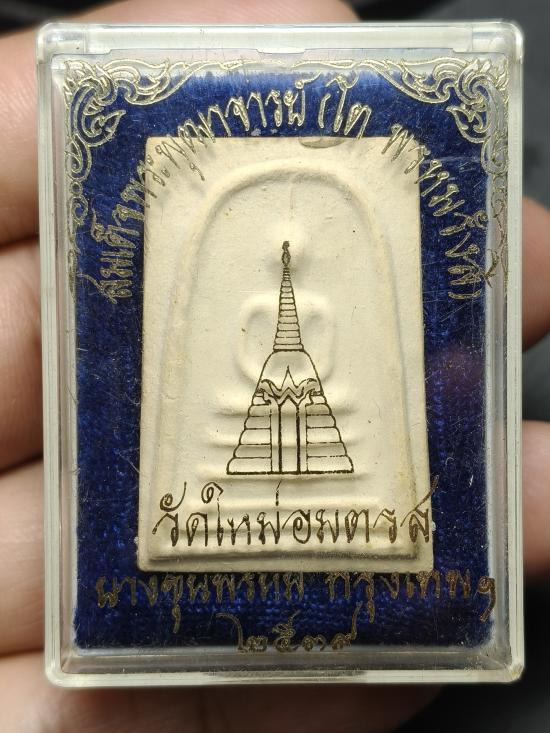 สมเด็จพระพุฒาจารย์ (โต พรหมรังสี)
วัดใหม่อมตรส
บางขุนพรหม กรุงเทพฯ
๒๕๓๙